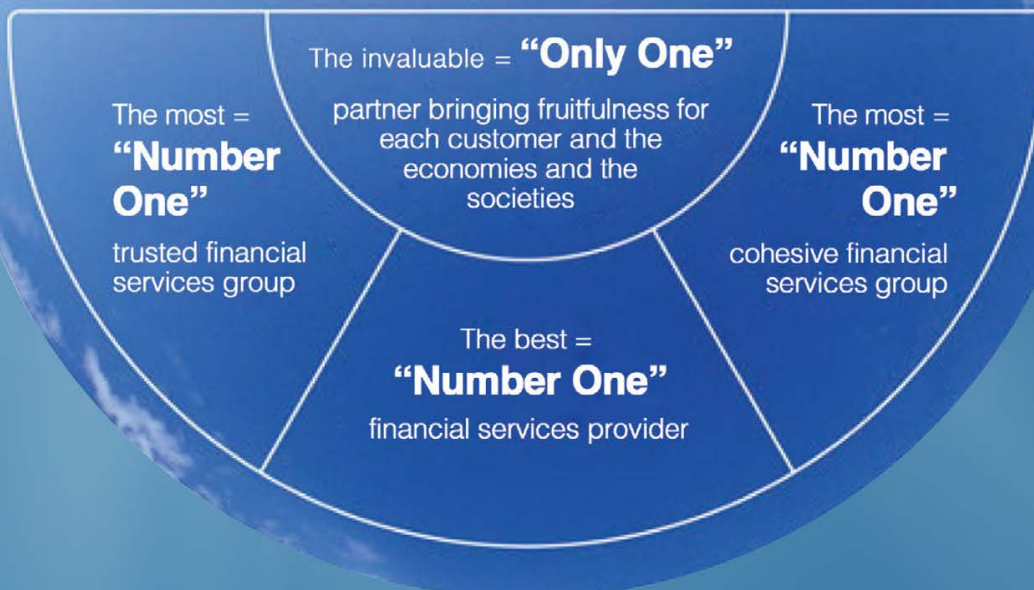 The invaluable = “Only One”
partner bringing fruitfulness for
each customer and the
economies and the
societies
The most =
“Number
One”
trusted financial
services group
The best =
“Number One”
financial services provider
The most =
“Number
One”
cohesive financial
services group